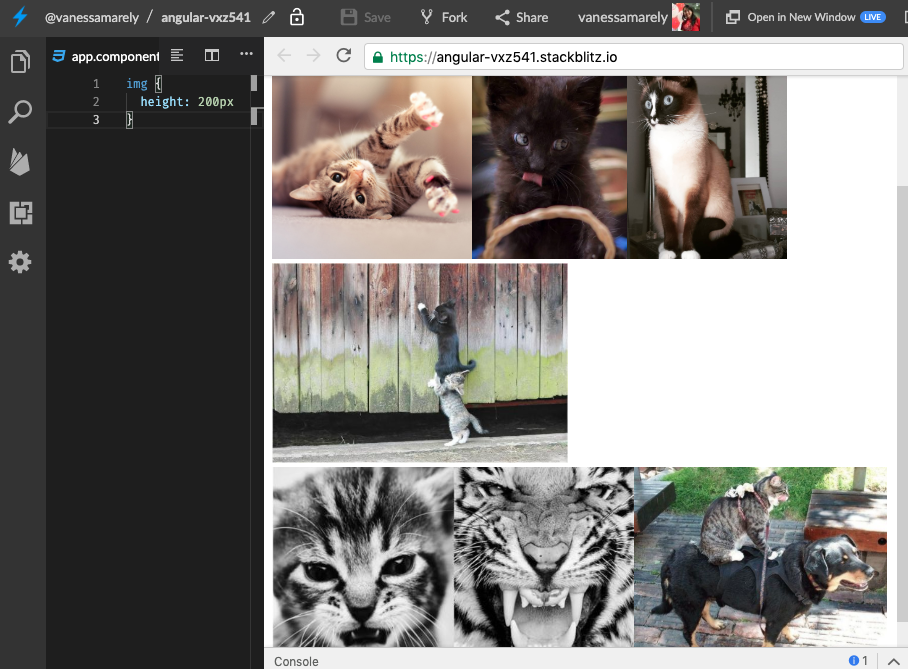 @vanessamarely / angular-vxz541 Save Fork Share vanessamarely Open in New Window LIVE
app.component
https://angular-vxz541.stackblitz.io
1 img {
2 height: 200px
3 }
Console 1